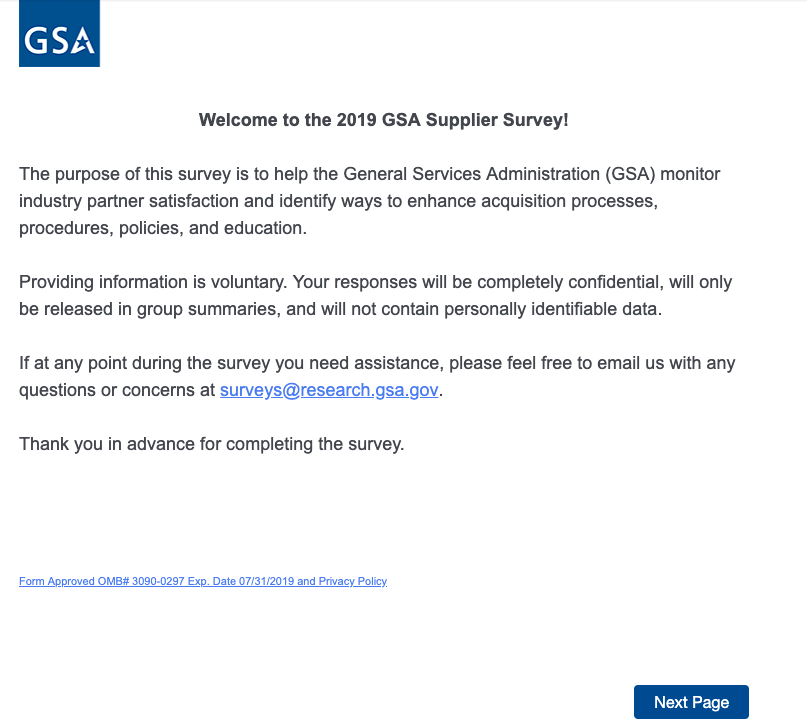 GSA
Welcome to the 2019 GSA Supplier Survey!
The purpose of this survey is to help the General Services Administration (GSA) monitor
industry partner satisfaction and identify ways to enhance acquisition processes,
procedures, policies, and education.
Providing information is voluntary. Your responses will be completely confidential, will only
be released in group summaries, and will not contain personally identifiable data.
If at any point during the survey you need assistance, please feel free to email us with any
questions or concerns at surveys@research.gsa.gov.
Thank you in advance for completing the survey.
Form Approved OMB# 3090-0297 Exp. Date 07/31/2019 and Privacy Policy
Next Page